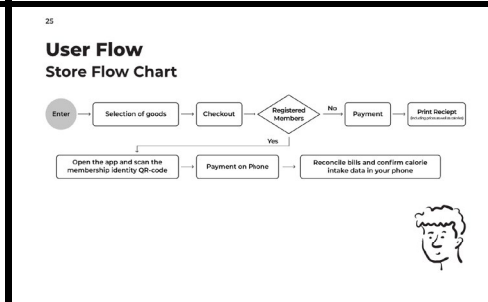 25
User Flow
Store Flow Chart
Enter
Selection of goods
Checkout
Registered
Members
No
Payment
Print Reciept
Yes
Open the app and scan the
membership identity QR-code
Payment on Phone
Reconcile bills and confirm calorie
intake data in your phone